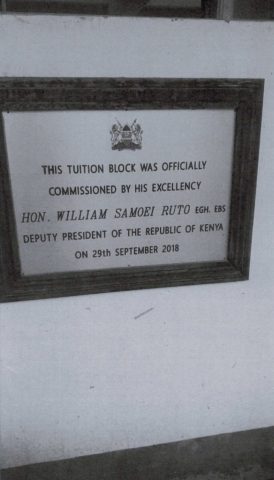 THIS TUITION BLOCK WAS OFFICIALLY
COMMISSIONED BY HIS EXCELLENCY
HON. WILLIAM SAMOEI RUTO EGH. EBS
DEPUTY PRESIDENT OF THE REPUBLIC OF KENYA
ON 29th SEPTEMBER 2018